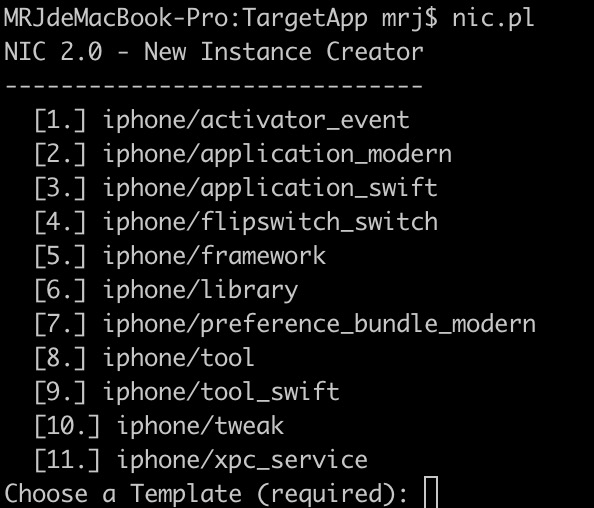 MRJdeMacBook-Pro:TargetApp mrj$ nic.pl
NIC 2.0 - New Instance Creator
------------------------------
[1.] iphone/activator_event
[2.] iphone/application_modern
[3.] iphone/application_swift
[4.] iphone/flipswitch_switch
[5.] iphone/framework
[6.] iphone/library
[7.] iphone/preference_bundle_modern
[8.] iphone/tool
[9.] iphone/tool_swift
[10.] iphone/tweak
[11.] iphone/xpc_service
Choose a Template (required):